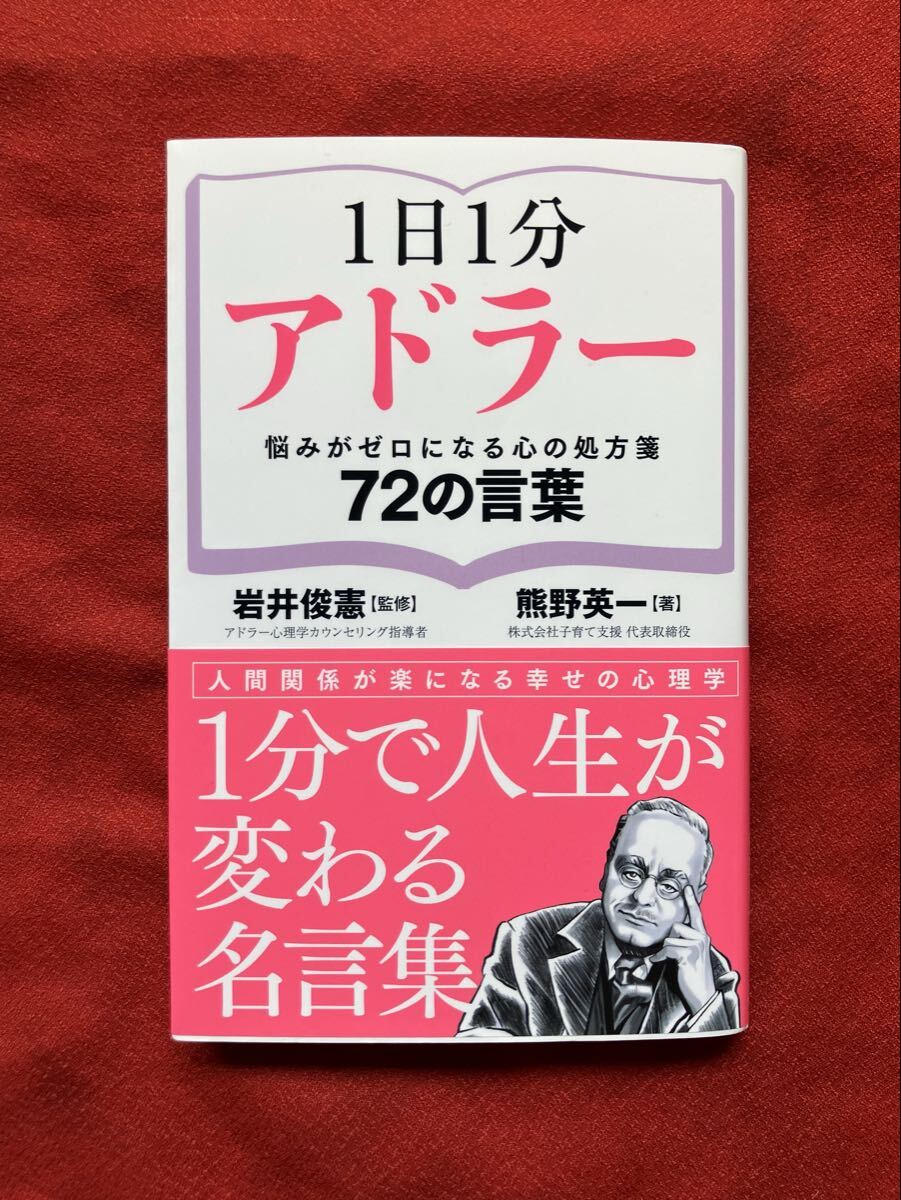 1日1分
アドラー
悩みがゼロになる心の処方箋
72の言葉
岩井俊憲【監修】
アドラー心理学カウンセリング指導者
熊野英一【著】
株式会社子育て支援 代表取締役
人間関係が楽になる幸せの心理学
1分で人生が
変わる
名言集